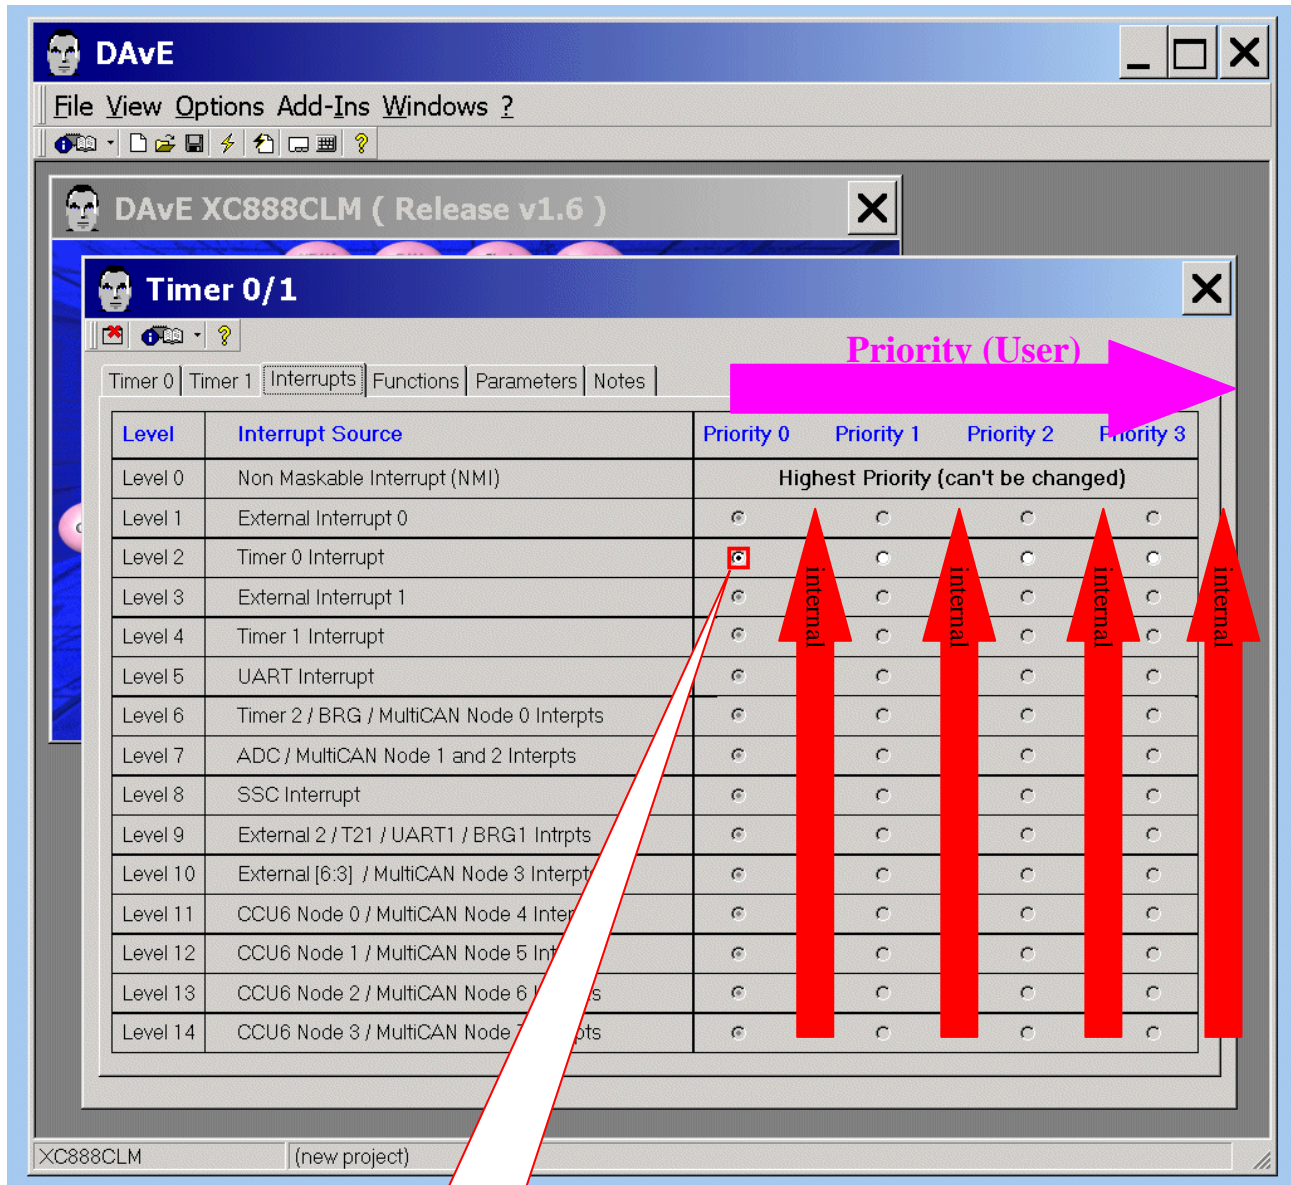 DAvE
File View Options Add-Ins Windows ?
DAvE XC888CLM ( Release v1.6 )
Timer 0/1
Priority (User)
Timer 0 Timer 1 Interrupts Functions Parameters Notes
Level Interrupt Source Priority 0 Priority 1 Priority 2 Priority 3
Level 0 Non Maskable Interrupt (NMI) Highest Priority (can't be changed)
Level 1 External Interrupt 0
Level 2 Timer 0 Interrupt
Level 3 External Interrupt 1
Level 4 Timer 1 Interrupt
Level 5 UART Interrupt
Level 6 Timer 2 / BRG / MultiCAN Node 0 Interpts
Level 7 ADC / MultiCAN Node 1 and 2 Interpts
Level 8 SSC Interrupt
Level 9 External 2 / T21 / UART1 / BRG1 Intrpts
Level 10 External [6:3] / MultiCAN Node 3 Interpts
Level 11 CCU6 Node 0 / MultiCAN Node 4
Level 12 CCU6 Node 1 / MultiCAN Node 5
Level 13 CCU6 Node 2 / MultiCAN Node 6
Level 14 CCU6 Node 3 / MultiCAN Node
internal
internal
internal
internal
XC888CLM (new project)